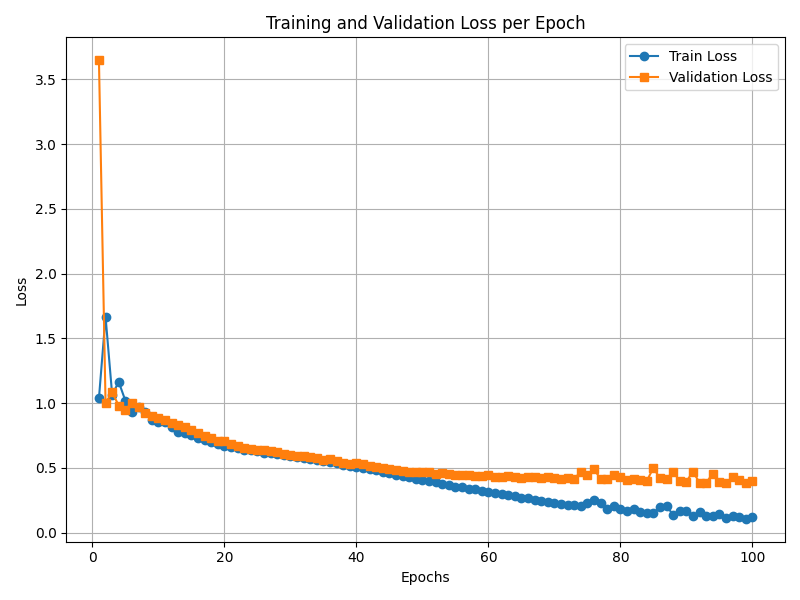 Training and Validation Loss per Epoch
Train Loss
Validation Loss
3.5
3.0
2.5
2.0
1.5
1.0
0.5
0.0
Loss
0 20 40 60 80 100
Epochs